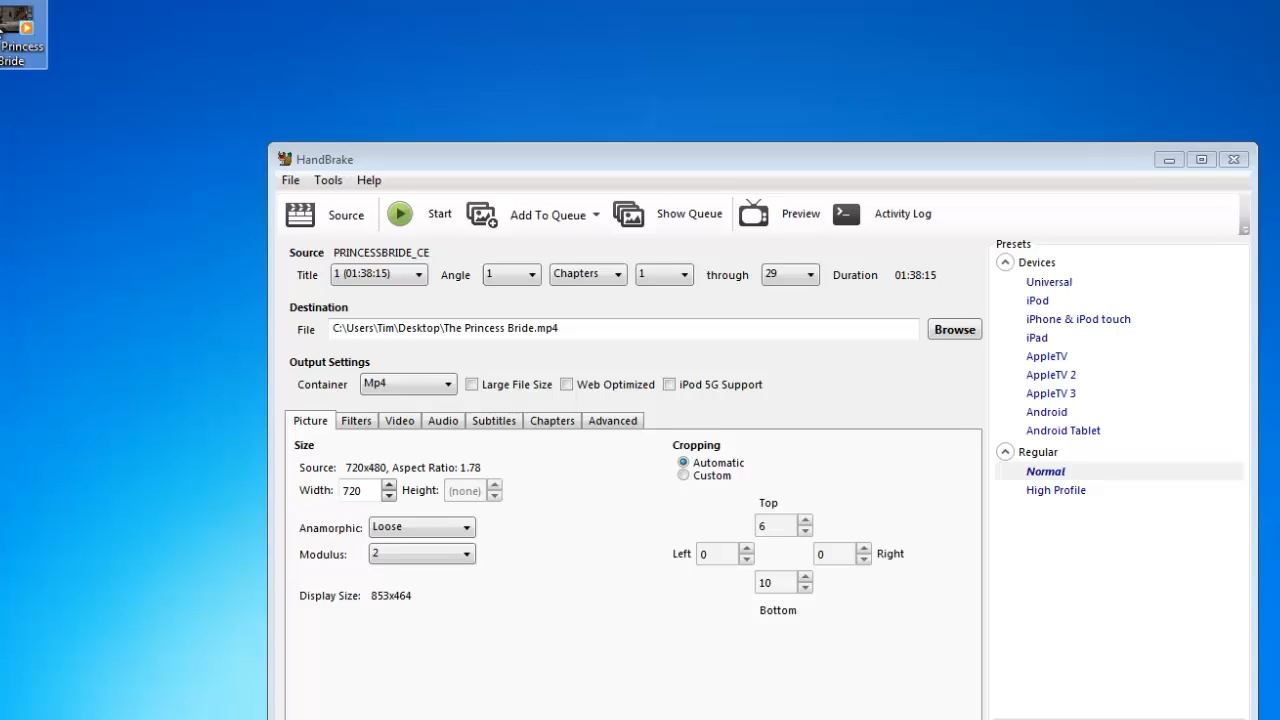 Princess
Bride
HandBrake
File Tools Help
Source Start Add To Queue Show Queue Preview Activity Log
Source PRINCESSBRIDE_CE
Title 1 (01:38:15) Angle 1 Chapters 1 through 29 Duration 01:38:15
Destination
File C:\Users\Tim\Desktop\The Princess Bride.mp4 Browse
Output Settings
Container Mp4 Large File Size Web Optimized iPod 5G Support
Picture Filters Video Audio Subtitles Chapters Advanced
Size
Source: 720x480, Aspect Ratio: 1.78
Width: 720 Height: (none)
Anamorphic: Loose
Modulus: 2
Display Size: 853x464
Cropping
Automatic
Custom
Top
6
Left 0 0 Right
10
Bottom
Presets
Devices
Universal
iPod
iPhone & iPod touch
iPad
AppleTV
AppleTV 2
AppleTV 3
Android
Android Tablet
Regular
Normal
High Profile